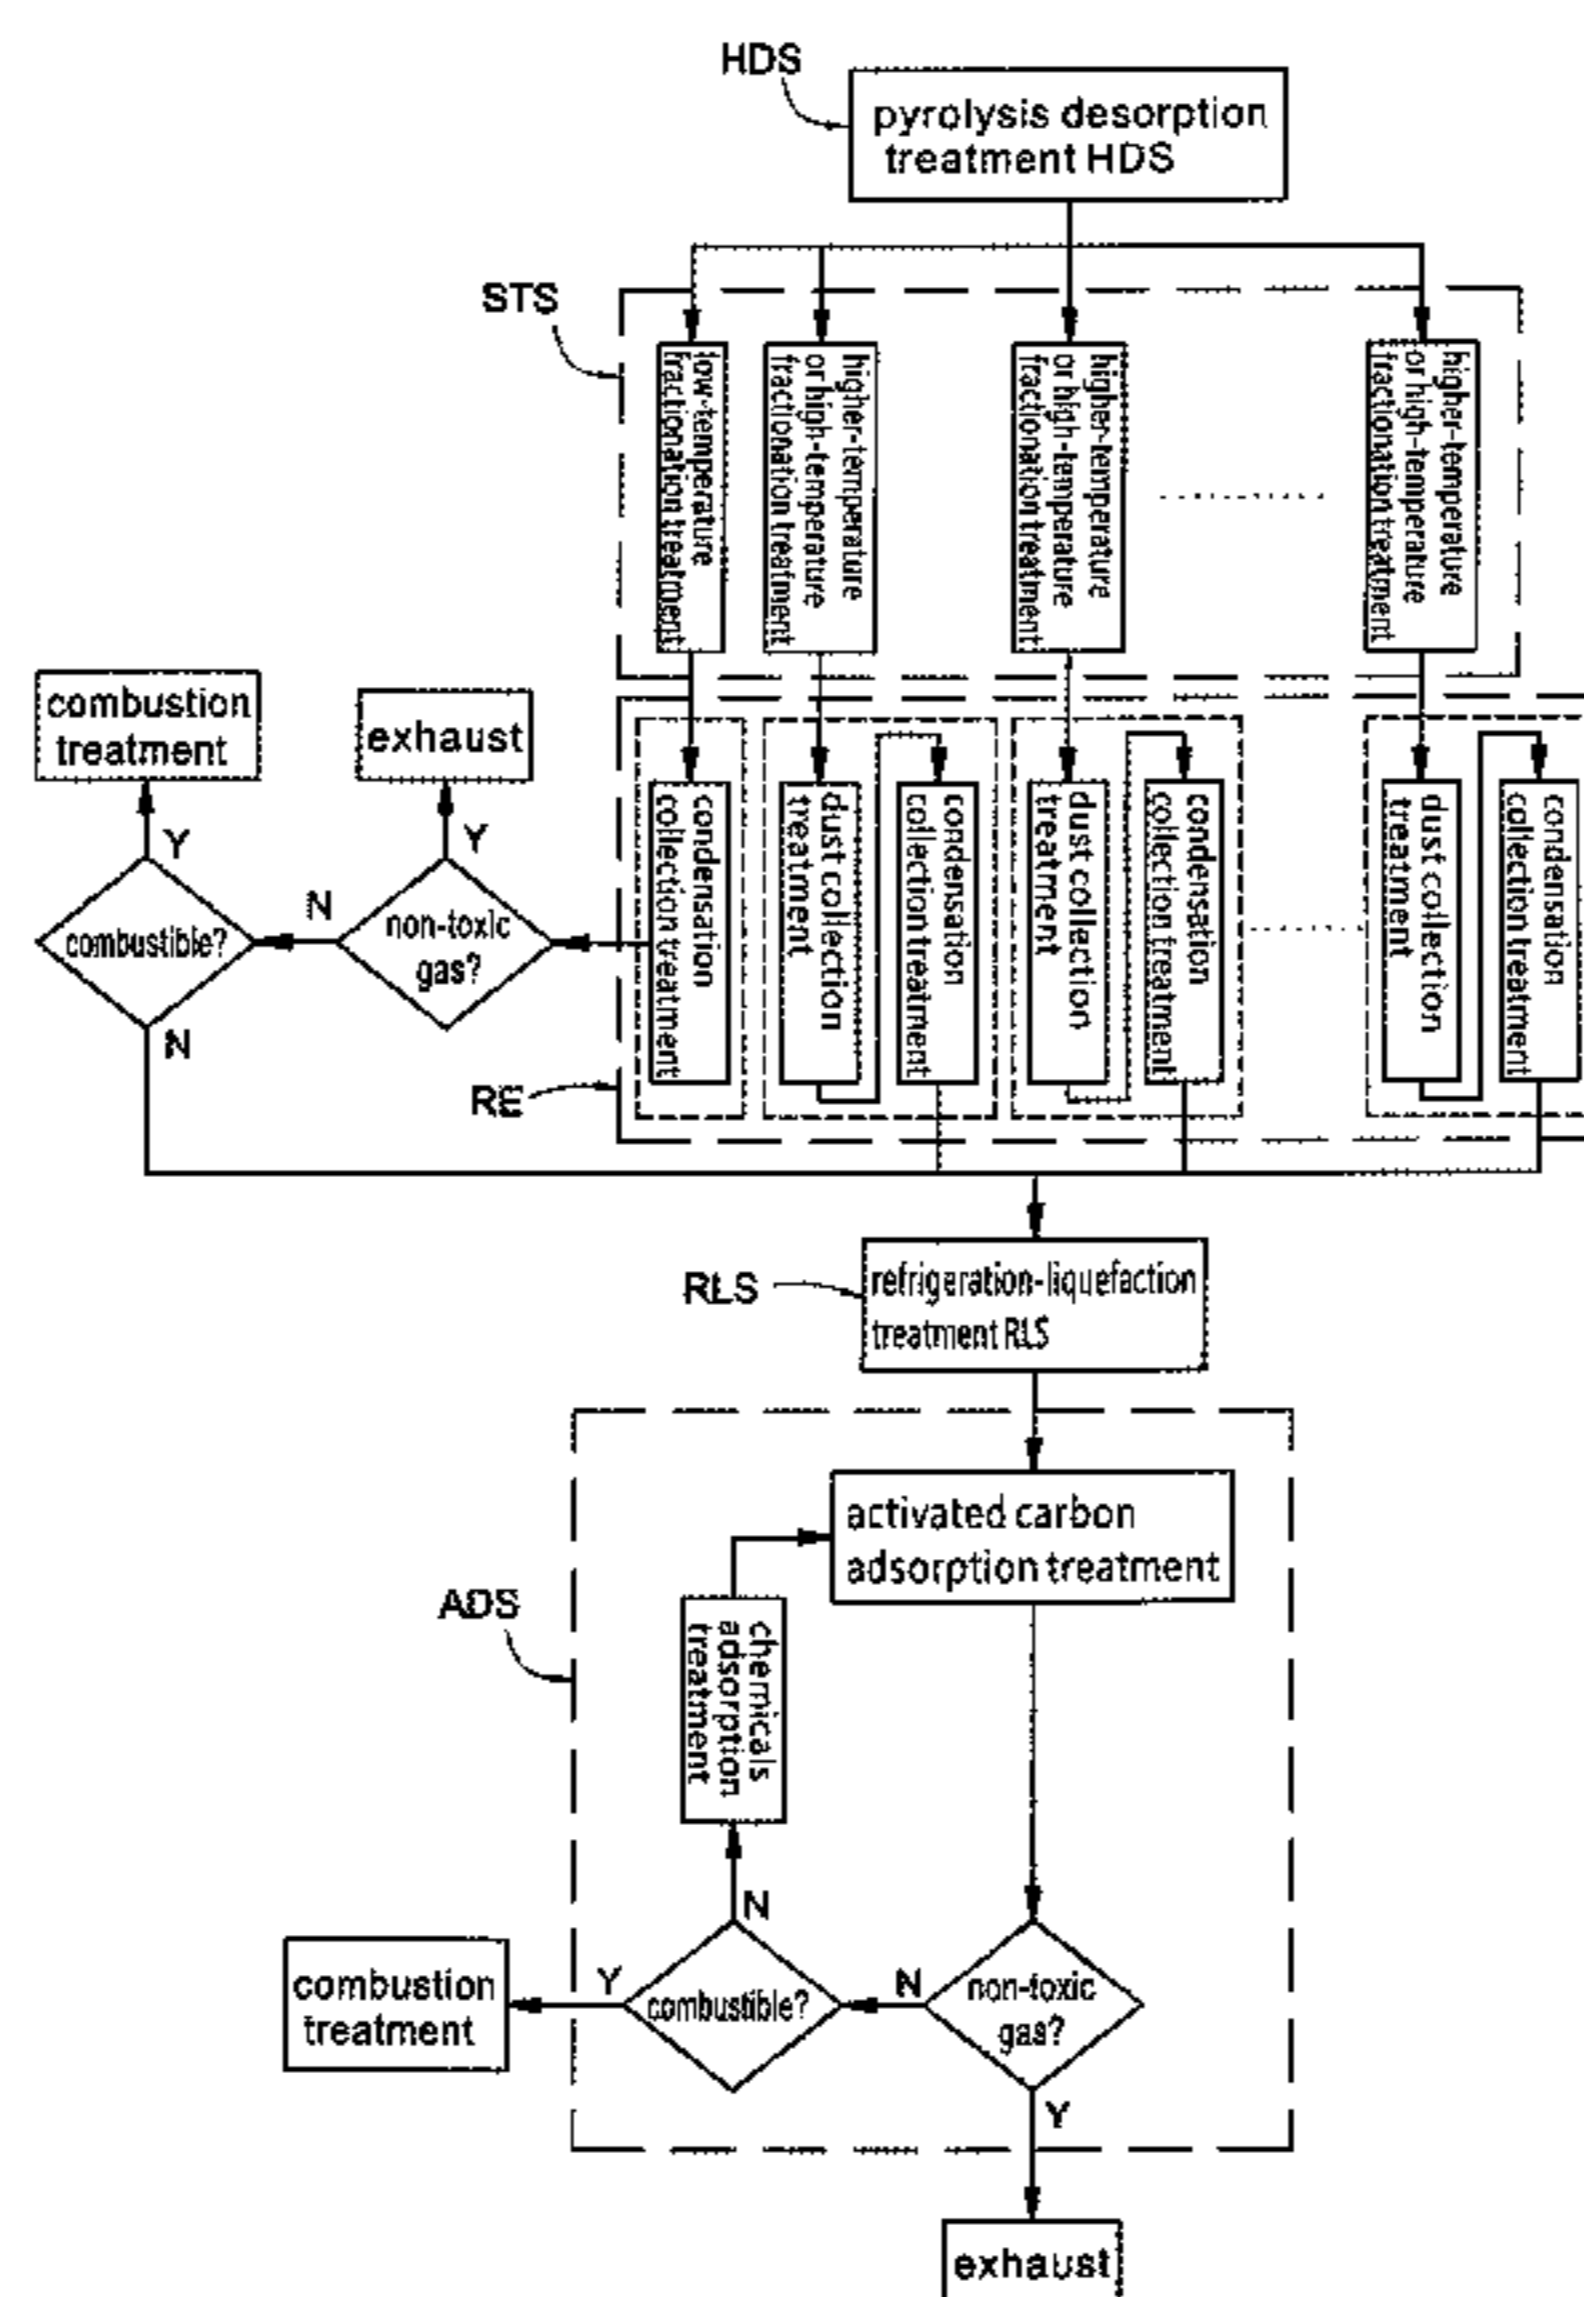 HDS
pyrolysis desorption
treatment HDS
STS
low-temperature
fractionation treatment
higher-temperature
or high-temperature
fractionation treatment
higher-temperature
or high-temperature
fractionation treatment
higher-temperature
or high-temperature
fractionation treatment
combustion
treatment
exhaust
Y
Y
combustible?
N
non-toxic
gas?
N
RE
condensation
collection treatment
dust collection
treatment
condensation
collection treatment
dust collection
treatment
condensation
collection treatment
dust collection
treatment
condensation
collection treatment
RLS
refrigeration-liquefaction
treatment RLS
ADS
activated carbon
adsorption treatment
chemicals
adsorption
treatment
N
combustion
treatment
Y
combustible?
N
non-toxic
gas?
Y
exhaust